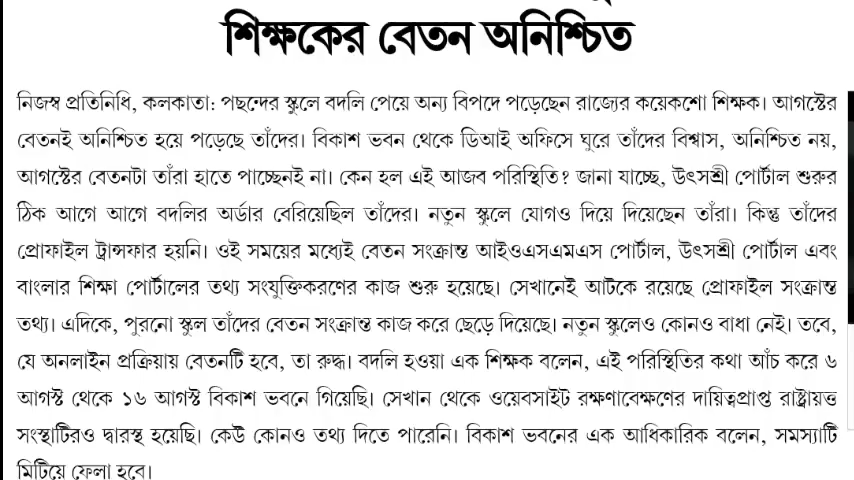 শিক্ষকের বেতন অনিশ্চিত
নিজস্ব প্রতিনিধি, কলকাতা: পছন্দের স্কুলে বদলি পেয়ে অন্য বিপদে পড়েছেন রাজ্যের কয়েকশো শিক্ষক। আগস্টের
বেতনই অনিশ্চিত হয়ে পড়েছে তাঁদের। বিকাশ ভবন থেকে ডিআই অফিসে ঘুরে তাঁদের বিশ্বাস, অনিশ্চিত নয়,
আগস্টের বেতনটা তাঁরা হাতে পাচ্ছেনই না। কেন হল এই আজব পরিস্থিতি? জানা যাচ্ছে, উৎসশ্রী পোর্টাল শুরুর
ঠিক আগে আগে বদলির অর্ডার বেরিয়েছিল তাঁদের। নতুন স্কুলে যোগও দিয়ে দিয়েছেন তাঁরা। কিন্তু তাঁদের
প্রোফাইল ট্রান্সফার হয়নি। ওই সময়ের মধ্যেই বেতন সংক্রান্ত আইওএসএমএস পোর্টাল, উৎসশ্রী পোর্টাল এবং
বাংলার শিক্ষা পোর্টালের তথ্য সংযুক্তিকরণের কাজ শুরু হয়েছে। সেখানেই আটকে রয়েছে প্রোফাইল সংক্রান্ত
তথ্য। এদিকে, পুরনো স্কুল তাঁদের বেতন সংক্রান্ত কাজ করে ছেড়ে দিয়েছে। নতুন স্কুলেও কোনও বাধা নেই। তবে,
যে অনলাইন প্রক্রিয়ায় বেতনটি হবে, তা রুদ্ধ। বদলি হওয়া এক শিক্ষক বলেন, এই পরিস্থিতির কথা আঁচ করে ৬
আগস্ট থেকে ১৬ আগস্ট বিকাশ ভবনে গিয়েছি। সেখান থেকে ওয়েবসাইট রক্ষণাবেক্ষণের দায়িত্বপ্রাপ্ত রাষ্ট্রায়ত্ত
সংস্থাটিরও দ্বারস্থ হয়েছি। কেউ কোনও তথ্য দিতে পারেনি। বিকাশ ভবনের এক আধিকারিক বলেন, সমস্যাটি
মিটিয়ে ফেলা হবে।